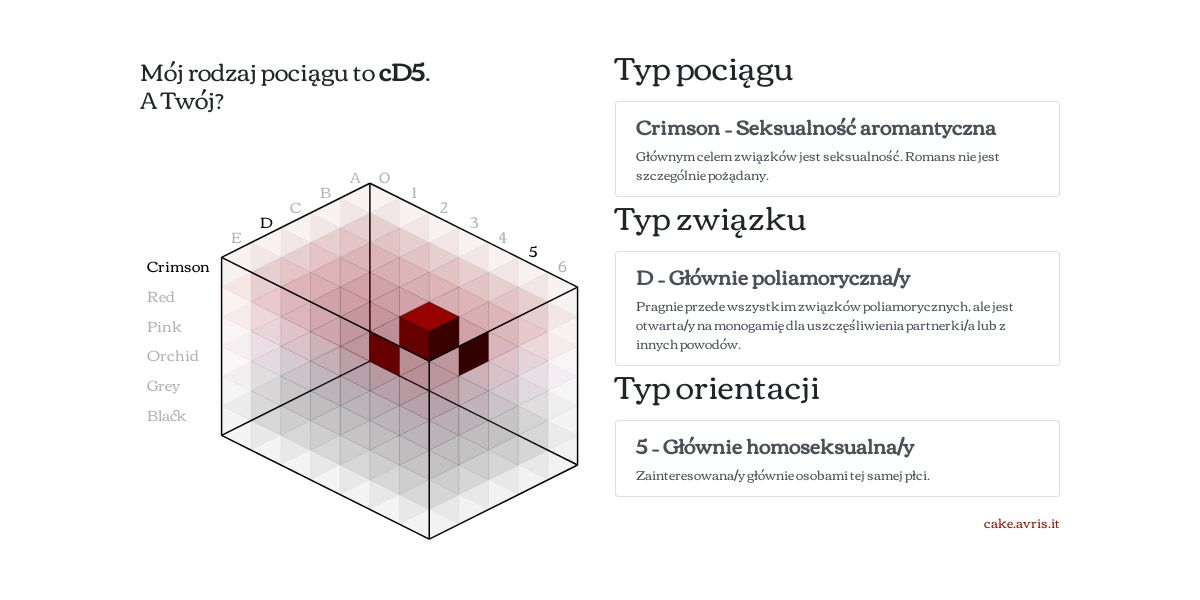 Mój rodzaj pociągu to cD5.
A Twój?
A
B
C
D
E
0
1
2
3
4
5
6
Crimson
Red
Pink
Orchid
Grey
Black
Typ pociągu
Crimson - Seksualność aromantyczna
Głównym celem związków jest seksualność. Romans nie jest
szczególnie pożądany.
Typ związku
D - Głównie poliamoryczna/y
Pragnie przede wszystkim związków poliamorycznych, ale jest
otwarta/y na monogamię dla uszczęśliwienia partnerki/a lub z
innych powodów.
Typ orientacji
5 - Głównie homoseksualna/y
Zainteresowana/y głównie osobami tej samej płci.
cake.avris.it